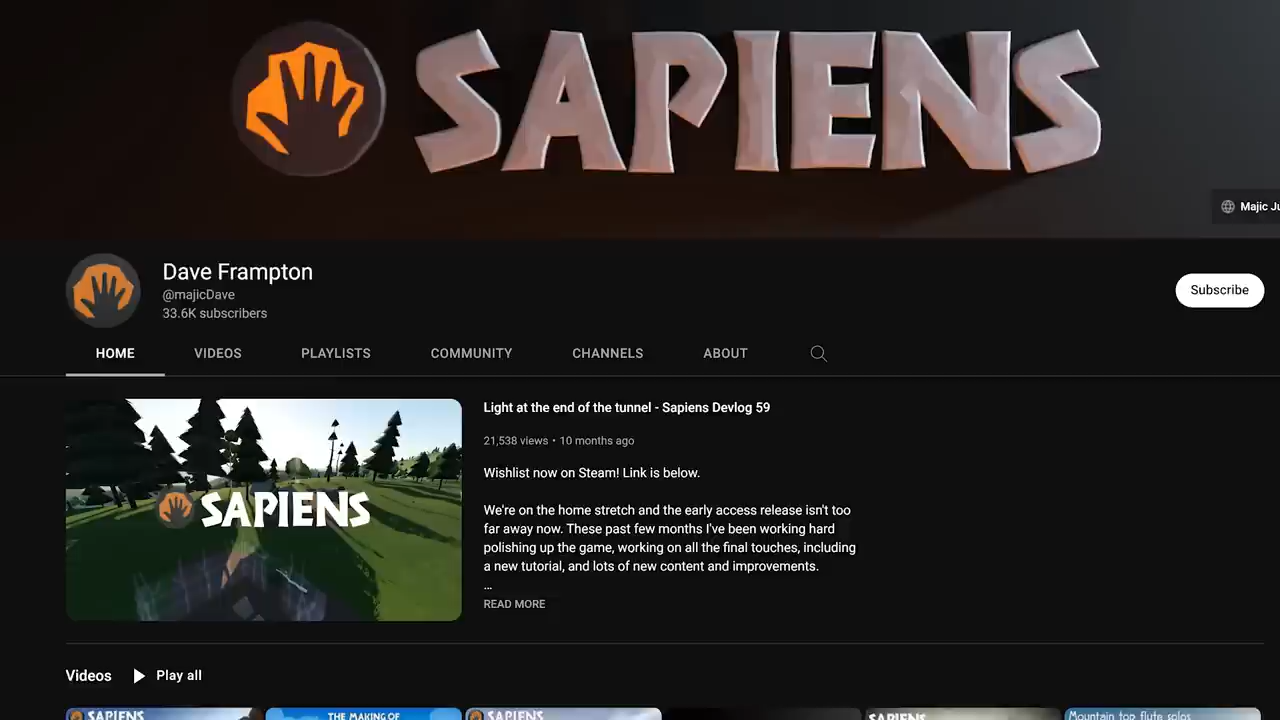 SAPIENS
Majic Ju
Dave Frampton
@majicDave
33.6K subscribers
Subscribe
HOME VIDEOS PLAYLISTS COMMUNITY CHANNELS ABOUT
Light at the end of the tunnel - Sapiens Devlog 59
21,538 views • 10 months ago
Wishlist now on Steam! Link is below.
SAPIENS
We're on the home stretch and the early access release isn't too
far away now. These past few months I've been working hard
polishing up the game, working on all the final touches, including
a new tutorial, and lots of new content and improvements.
...
READ MORE
Videos Play all
SAPIENS THE MAKING OF SAPIENS SAPIENS Mountain top flute solos